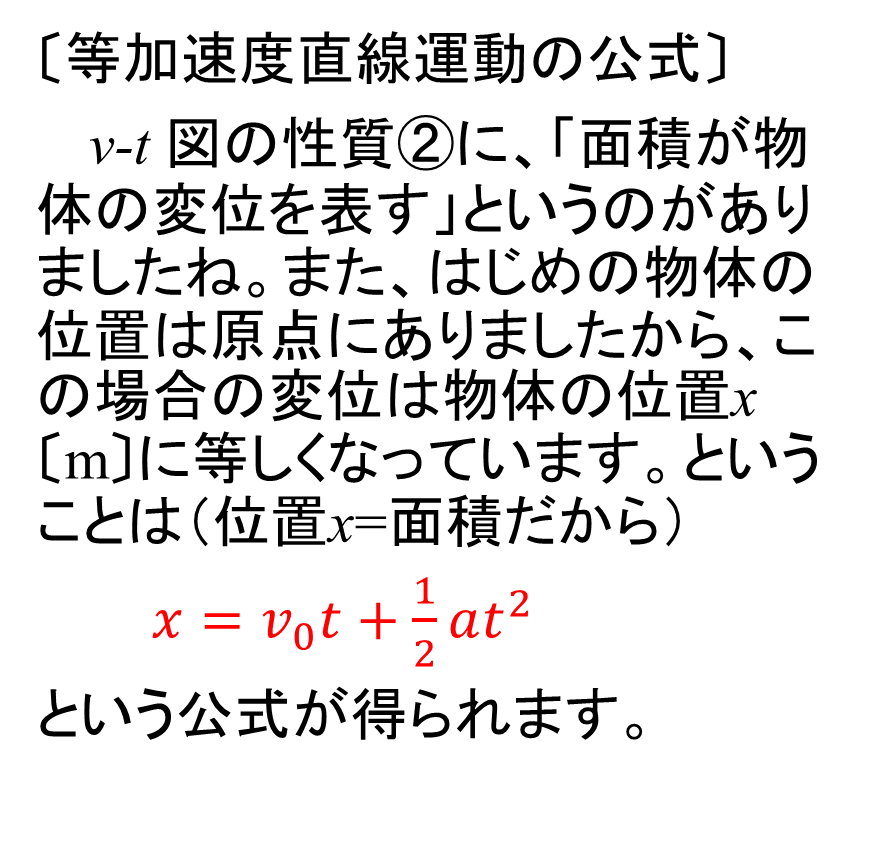 〔等加速度直線運動の公式〕
v-t 図の性質②に、「面積が物
体の変位を表す」というのがあり
ましたね。また、はじめの物体の
位置は原点にありましたから、こ
の場合の変位は物体の位置x
〔m〕に等しくなっています。という
ことは（位置x=面積だから）
x = v₀t + 1/2 at²
という公式が得られます。